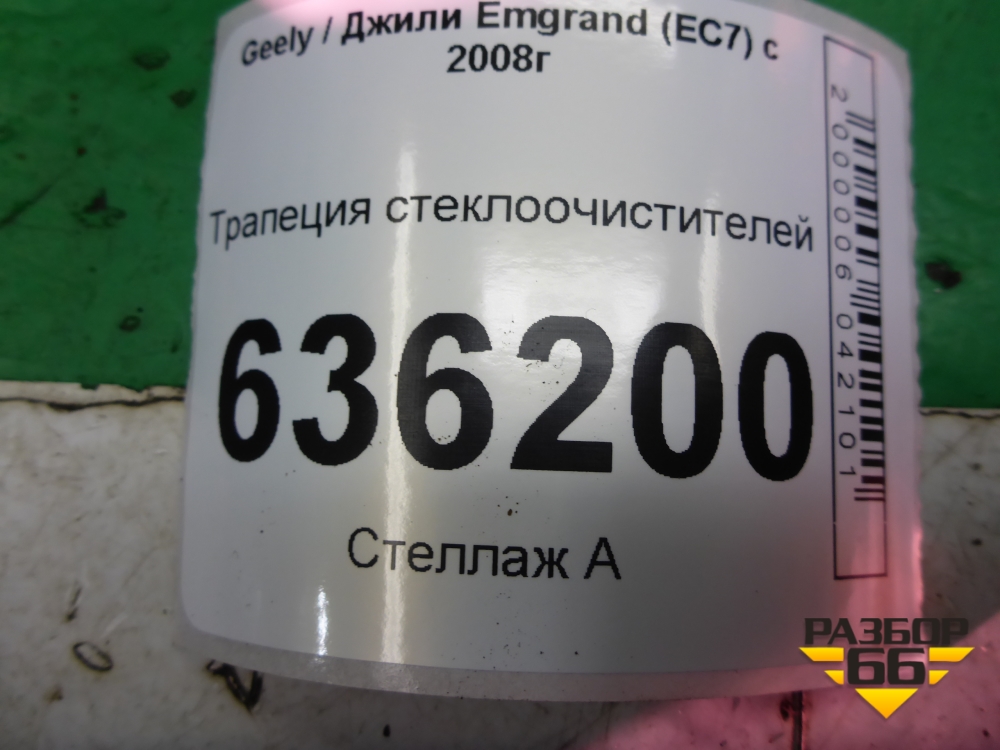 Geely / Джили Emgrand (EC7) с
2008г
Трапеция стеклоочистителей
636200
Стеллаж А
2000006042101
РАЗБОР
66